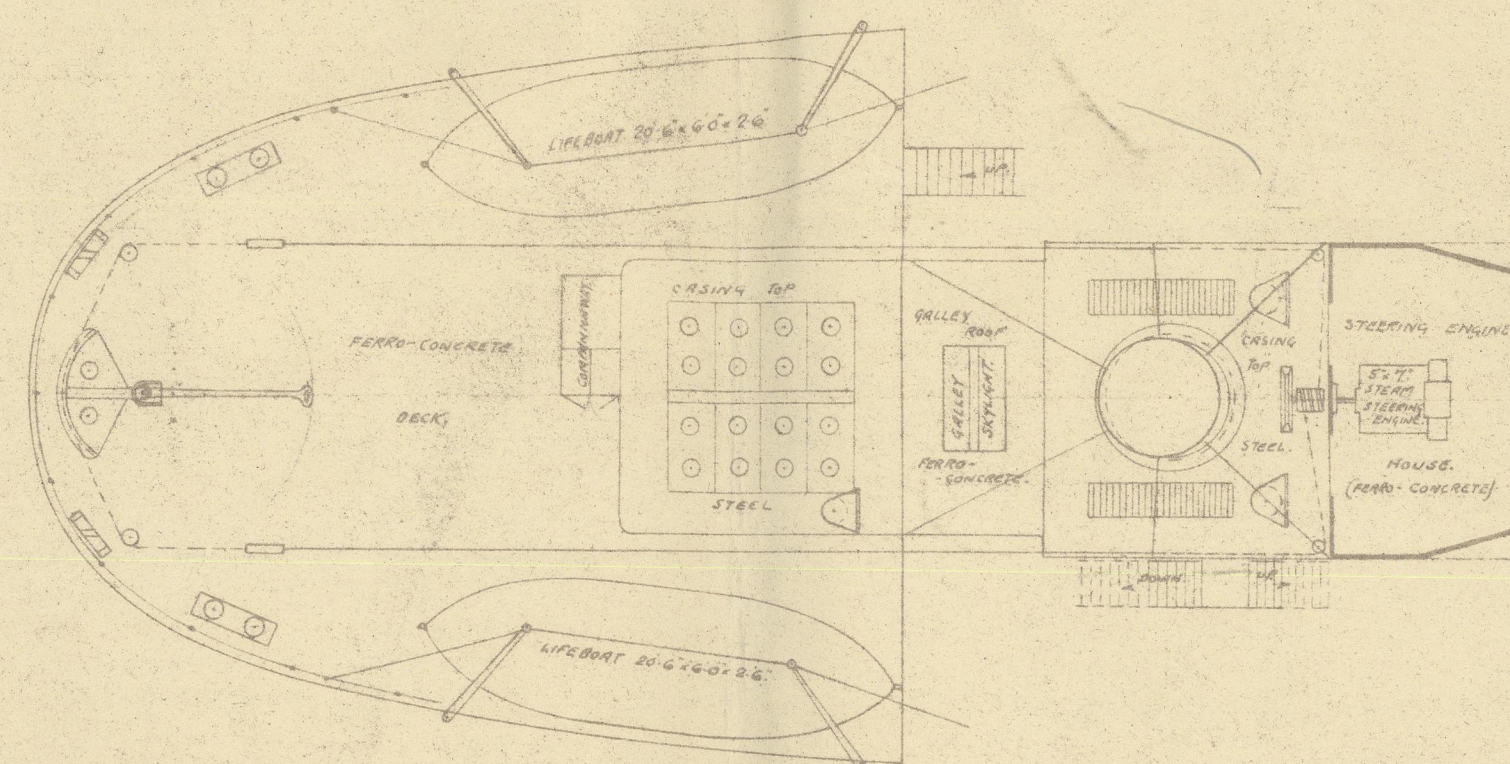 LIFEBOAT 20'-6" x 6'-0" x 2'-6"
UP.
FERRO-CONCRETE
DECK,
COMPANIONWAY
CASING TOP
STEEL
GALLEY
ROOF
GALLEY
SKYLIGHT.
FERRO-
-CONCRETE.
CASING
TOP
STEEL.
STEERING ENGINE
5" x 7"
STEAM
STEERING
ENGINE.
HOUSE.
(FERRO-CONCRETE)
DOWN.
UP.
LIFEBOAT 20'-6" x 6'-0" x 2'-6"